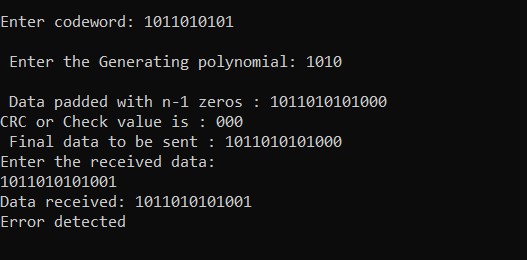 Enter codeword: 1011010101
Enter the Generating polynomial: 1010
Data padded with n-1 zeros : 1011010101000
CRC or Check value is : 000
Final data to be sent : 1011010101000
Enter the received data:
1011010101001
Data received: 1011010101001
Error detected